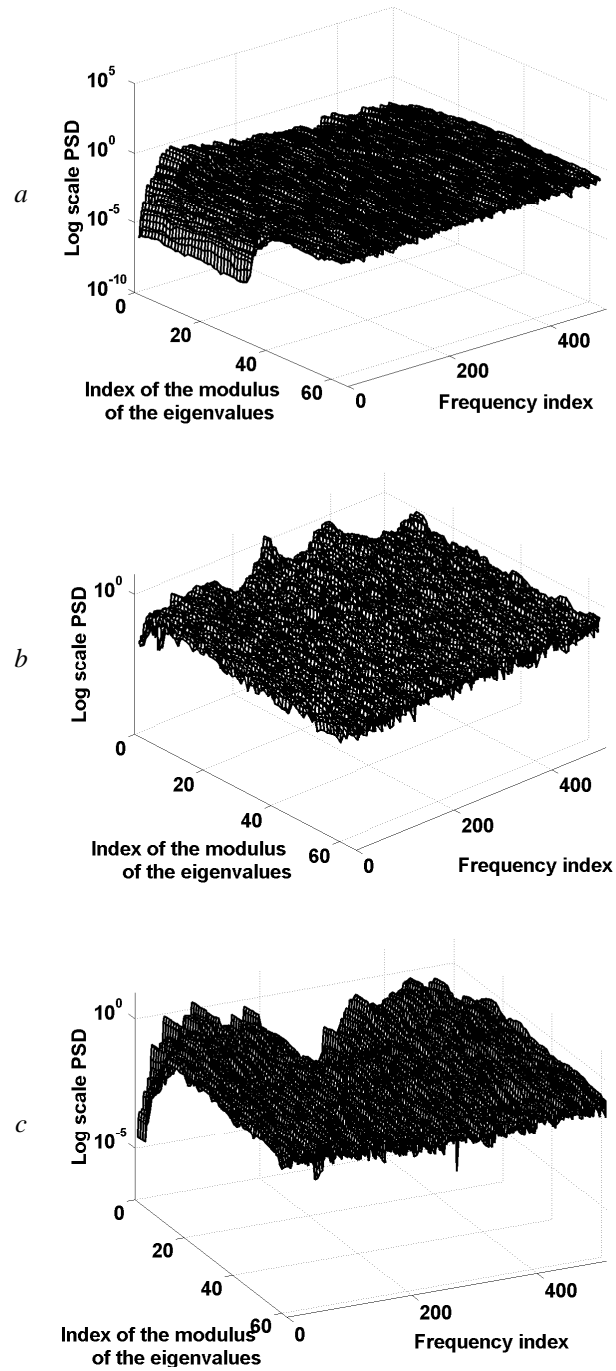 a
Log scale PSD
10^5
10^0
10^-5
10^-10
0
20
40
60
Index of the modulus
of the eigenvalues
0
200
400
Frequency index
b
Log scale PSD
10^0
0
20
40
60
Index of the modulus
of the eigenvalues
0
200
400
Frequency index
c
Log scale PSD
10^0
10^-5
0
20
40
60
Index of the modulus
of the eigenvalues
0
200
400
Frequency index